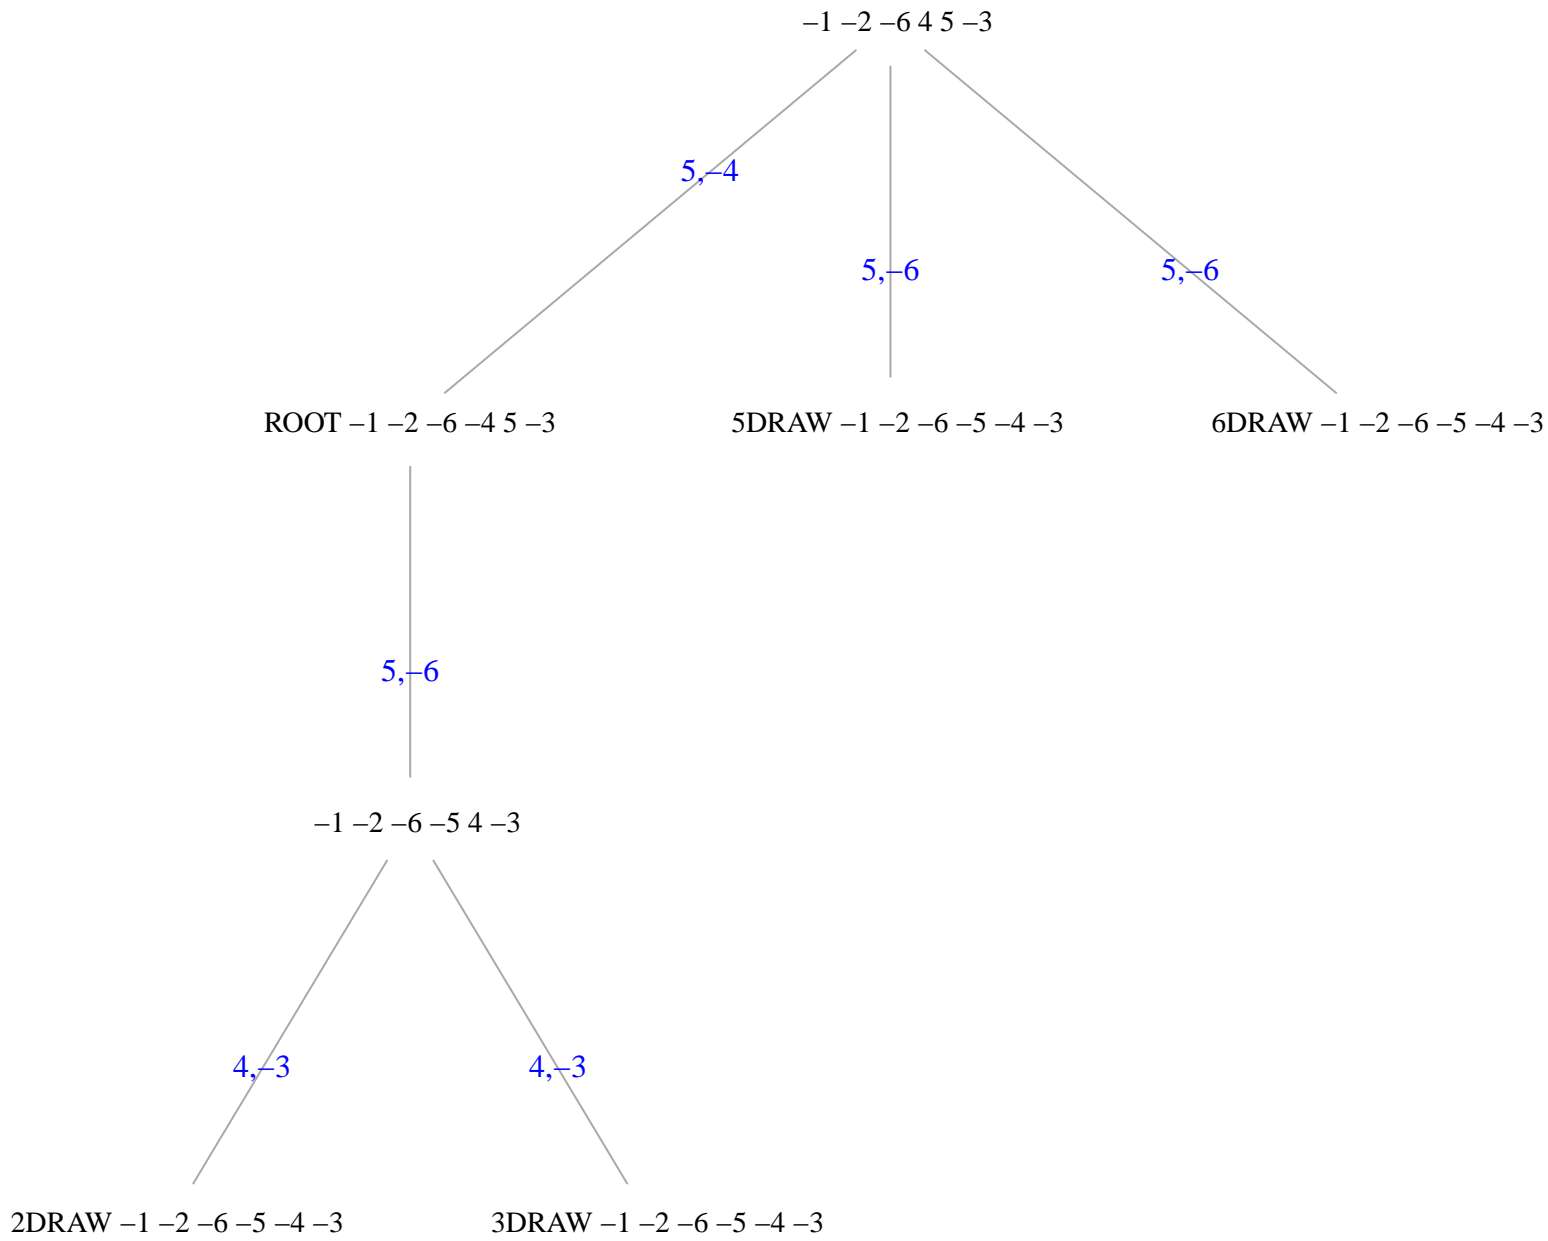 –1 –2 –6 4 5 –3
5,–4
5,–6
5,–6
ROOT –1 –2 –6 –4 5 –3
5DRAW –1 –2 –6 –5 –4 –3
6DRAW –1 –2 –6 –5 –4 –3
5,–6
–1 –2 –6 –5 4 –3
4,–3
4,–3
2DRAW –1 –2 –6 –5 –4 –3
3DRAW –1 –2 –6 –5 –4 –3